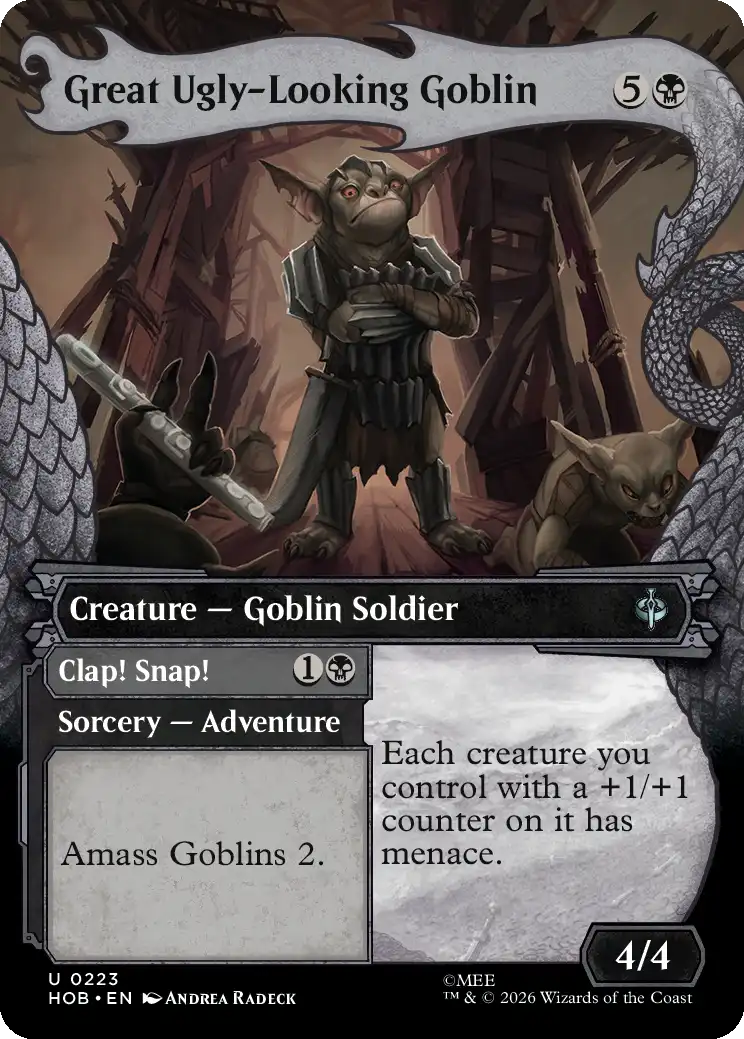 Great Ugly-Looking Goblin 5
Creature — Goblin Soldier
Clap! Snap! 1
Sorcery — Adventure
Amass Goblins 2.
Each creature you
control with a +1/+1
counter on it has
menace.
4/4
U 0223
HOB • EN Andrea Radeck
©MEE
™ & © 2026 Wizards of the Coast